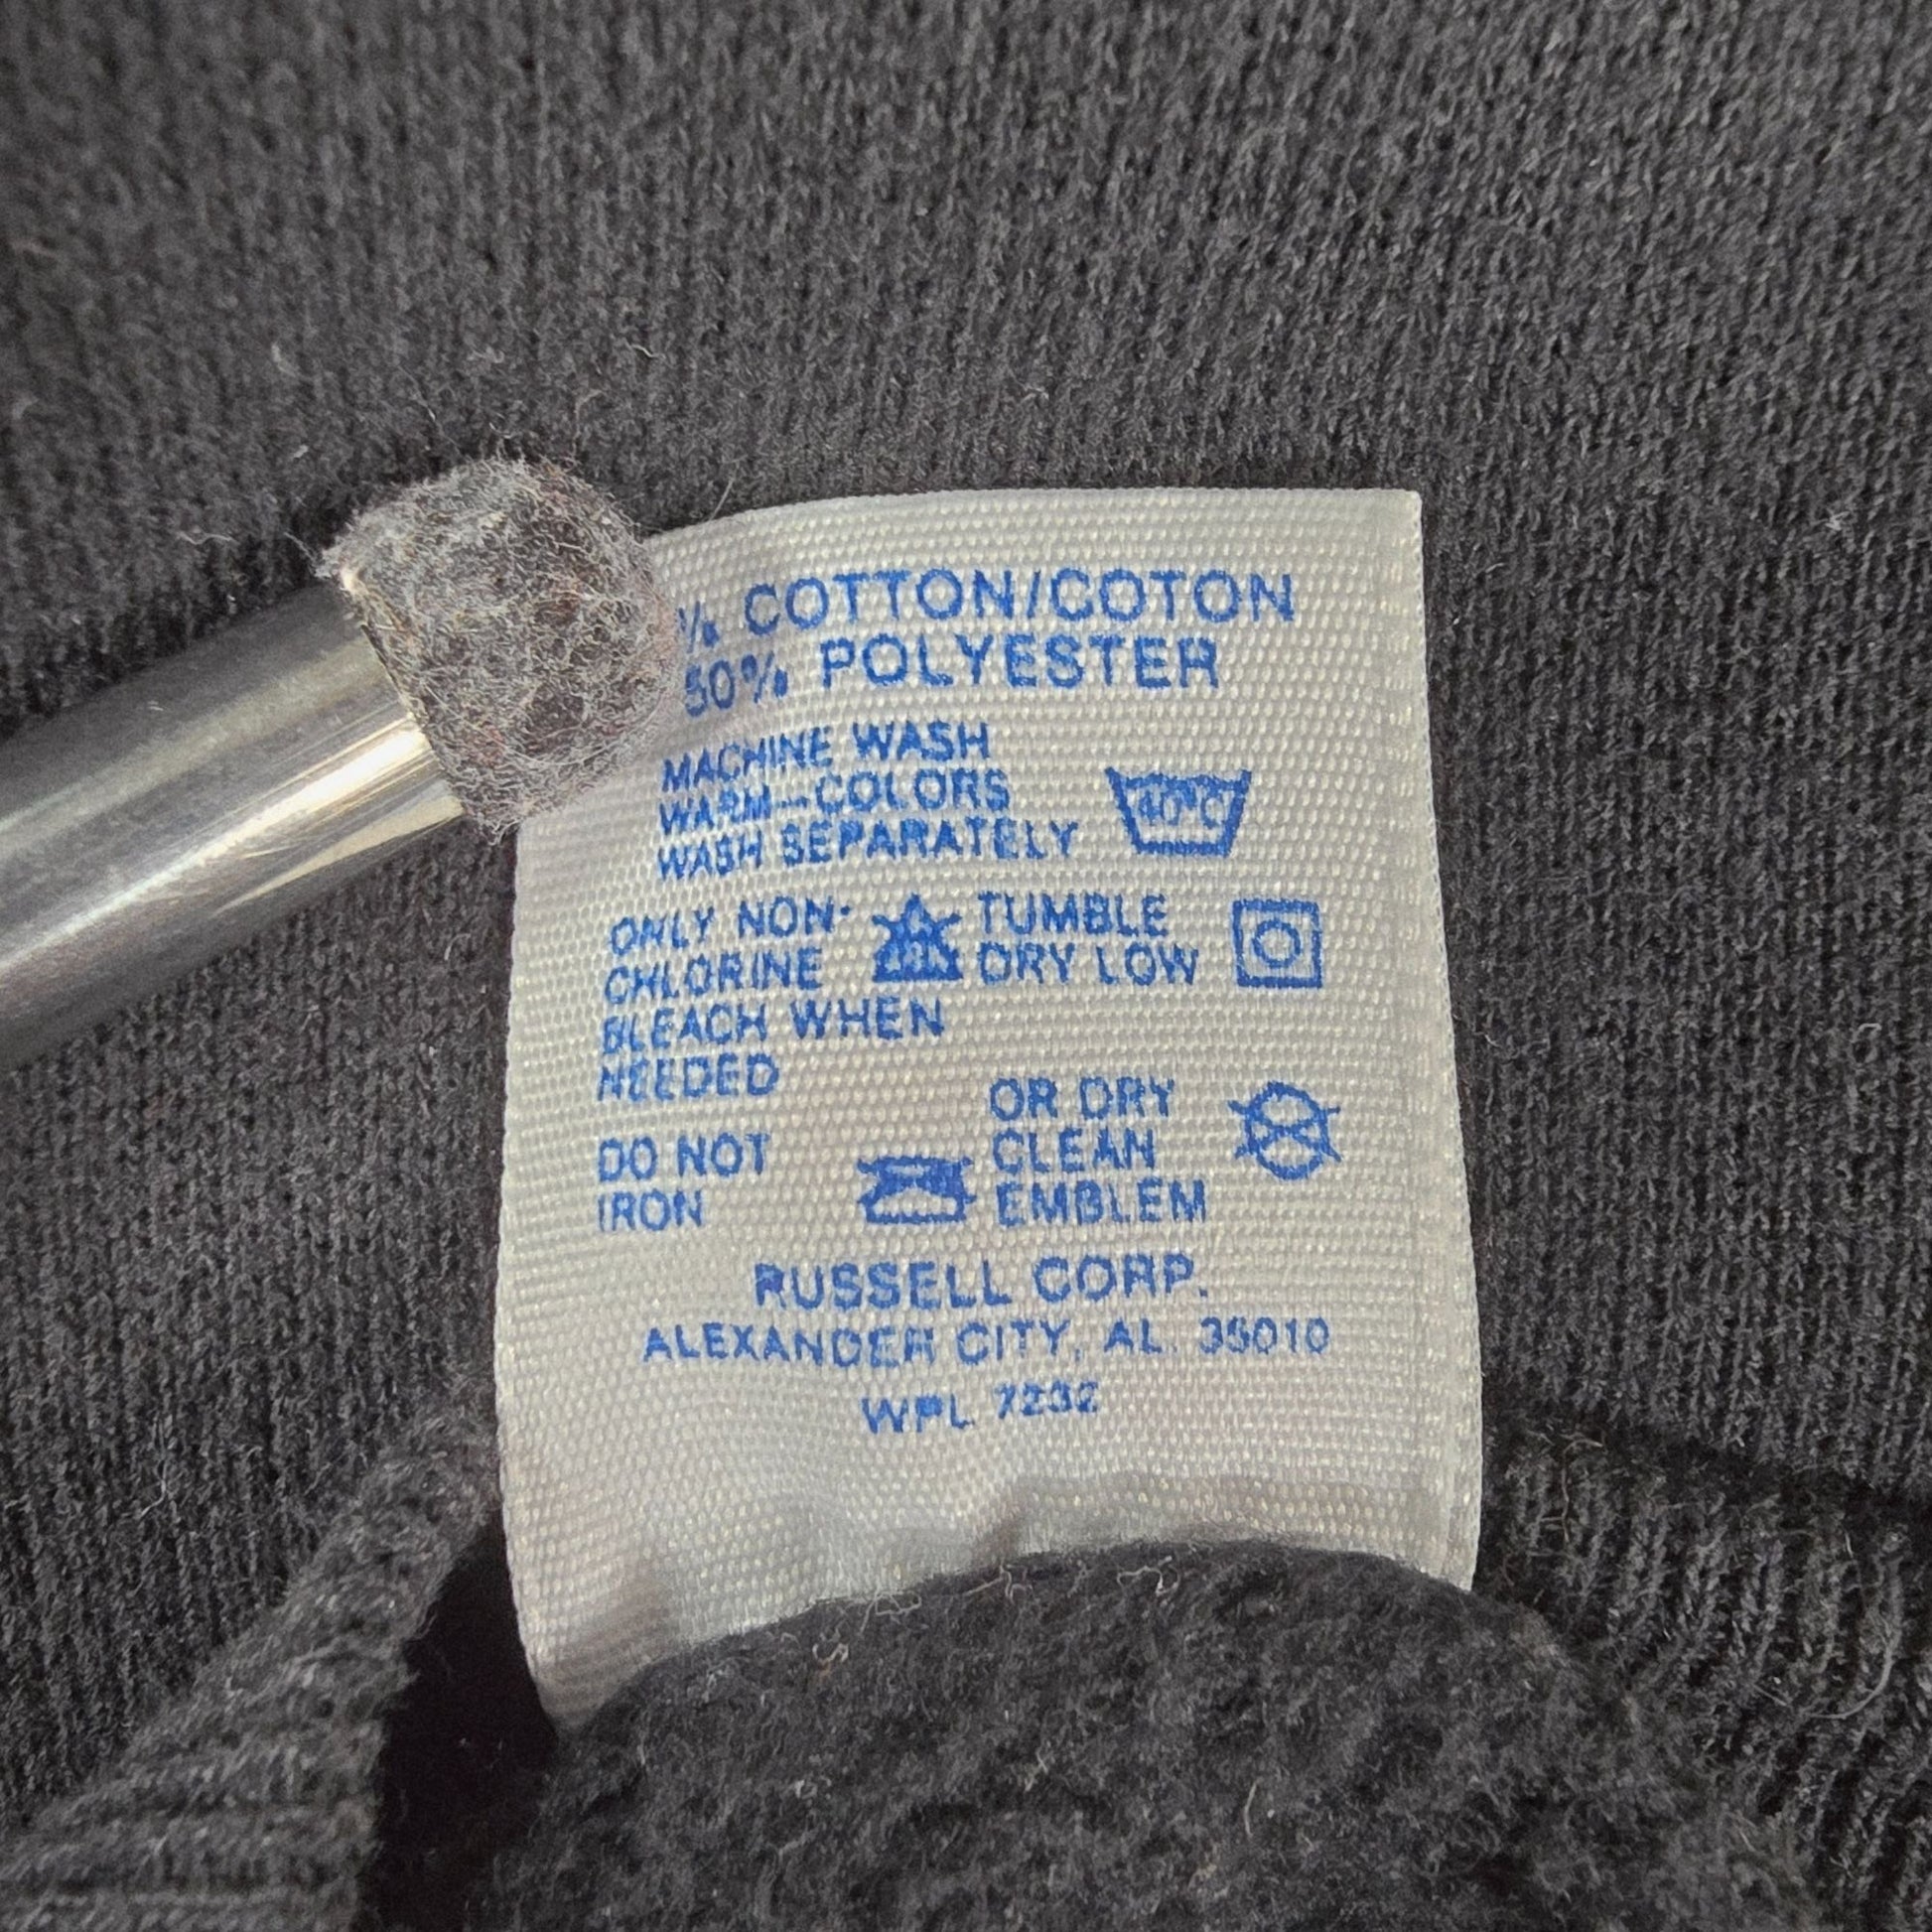 % COTTON/COTON
50% POLYESTER
MACHINE WASH
WARM—COLORS
WASH SEPARATELY
40°C
ONLY NON-
CHLORINE
BLEACH WHEN
NEEDED
TUMBLE
DRY LOW
DO NOT
IRON
OR DRY
CLEAN
EMBLEM
RUSSELL CORP.
ALEXANDER CITY, AL. 35010
WPL 7232